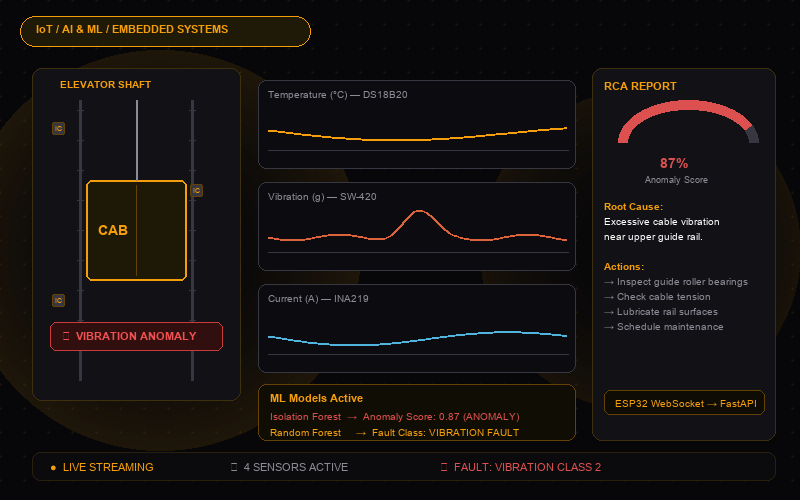 IoT / AI & ML / EMBEDDED SYSTEMS
ELEVATOR SHAFT
IC
IC
CAB
IC
VIBRATION ANOMALY
Temperature (°C) — DS18B20
Vibration (g) — SW-420
Current (A) — INA219
ML Models Active
Isolation Forest → Anomaly Score: 0.87 (ANOMALY)
Random Forest → Fault Class: VIBRATION FAULT
RCA REPORT
87%
Anomaly Score
Root Cause:
Excessive cable vibration
near upper guide rail.
Actions:
→ Inspect guide roller bearings
→ Check cable tension
→ Lubricate rail surfaces
→ Schedule maintenance
ESP32 WebSocket → FastAPI
● LIVE STREAMING
4 SENSORS ACTIVE
FAULT: VIBRATION CLASS 2